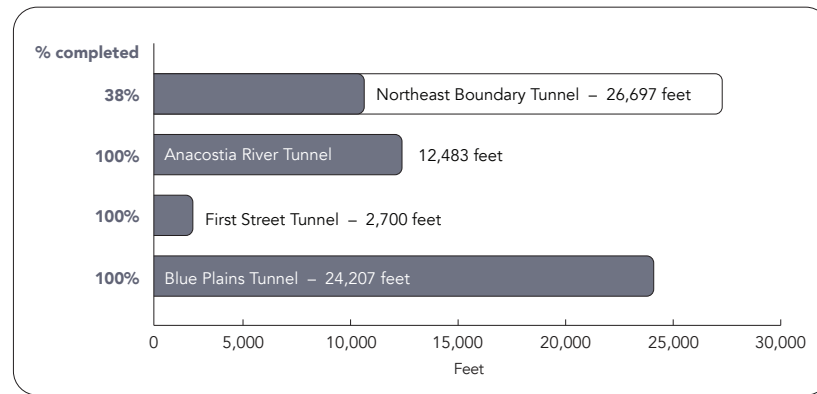 % completed
38%
Northeast Boundary Tunnel – 26,697 feet
100%
Anacostia River Tunnel
12,483 feet
100%
First Street Tunnel – 2,700 feet
100%
Blue Plains Tunnel – 24,207 feet
0 5,000 10,000 15,000 20,000 25,000 30,000
Feet